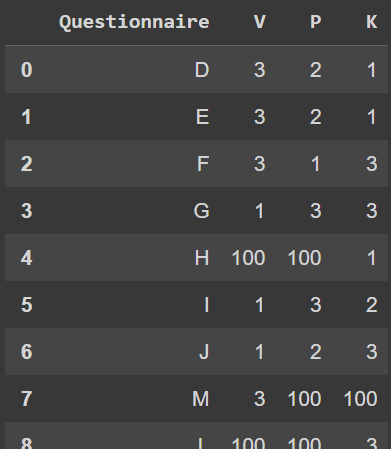 Questionnaire V P K
0 D 3 2 1
1 E 3 2 1
2 F 3 1 3
3 G 1 3 3
4 H 100 100 1
5 I 1 3 2
6 J 1 2 3
7 M 3 100 100
8 100 100 3